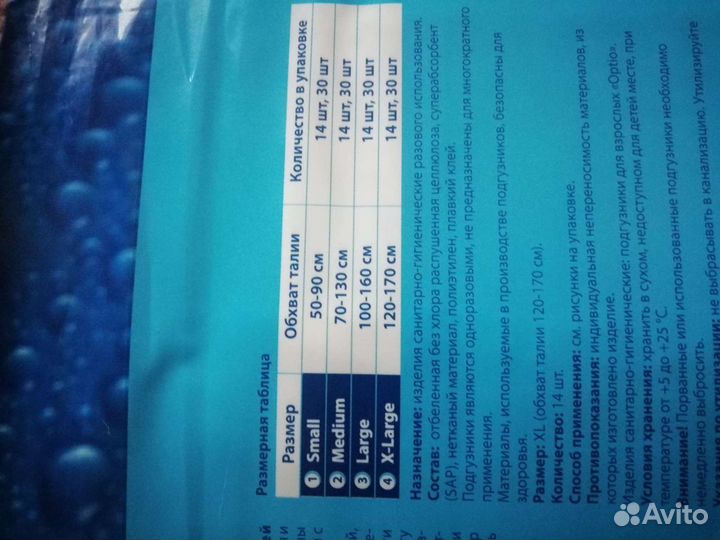 Размерная таблица
Размер Обхват талии Количество в упаковке
1 Small 50-90 см 14 шт, 30 шт
2 Medium 70-130 см 14 шт, 30 шт
3 Large 100-160 см 14 шт, 30 шт
4 X-Large 120-170 см 14 шт, 30 шт
Назначение: изделия санитарно-гигиенические разового использования.
Состав: отбеленная без хлора распушенная целлюлоза, суперабсорбент
(SAP), нетканый материал, полиэтилен, плавкий клей.
Подгузники являются одноразовыми, не предназначены для многократного
применения.
Материалы, используемые в производстве подгузников, безопасны для
здоровья.
Размер: XL (обхват талии 120-170 см).
Количество: 14 шт.
Способ применения: см. рисунки на упаковке.
Противопоказания: индивидуальная непереносимость материалов, из
которых изготовлено изделие.
Изделия санитарно-гигиенические: подгузники для взрослых «Optio».
Условия хранения: хранить в сухом, недоступном для детей месте, при
температуре от +5 до +25 °C.
Внимание! Порванные или использованные подгузники необходимо
немедленно выбросить.
не выбрасывать в канализацию. Утилизируйте
Avito